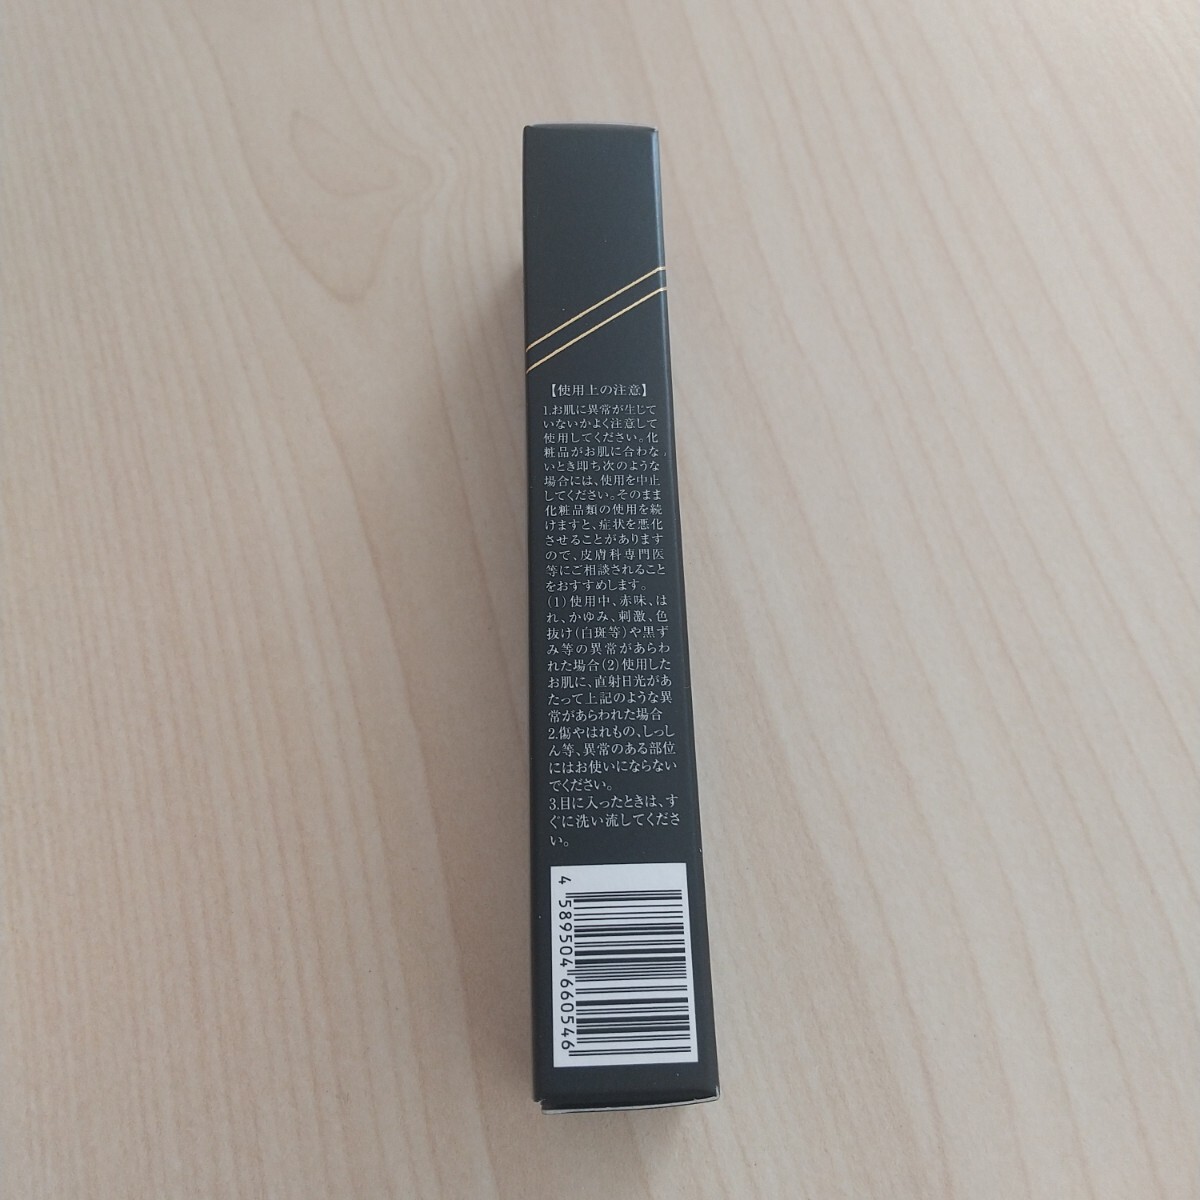 【使用上の注意】
1.お肌に異常が生じて
いないかよく注意して
使用してください。化
粧品がお肌に合わな
いとき即ち次のような
場合には、使用を中止
してください。そのまま
化粧品類の使用を続
けますと、症状を悪化
させることがあります
ので、皮膚科専門医
等にご相談されること
をおすすめします。
(1)使用中、赤味、は
れ、かゆみ、刺激、色
抜け(白斑等)や黒ず
み等の異常があらわ
れた場合(2)使用した
お肌に、直射日光があ
たって上記のような異
常があらわれた場合
2.傷やはれもの、しっし
ん等、異常のある部位
にはお使いにならない
でください。
3.目に入ったときは、す
ぐに洗い流してくださ
い。
4 589504 660546